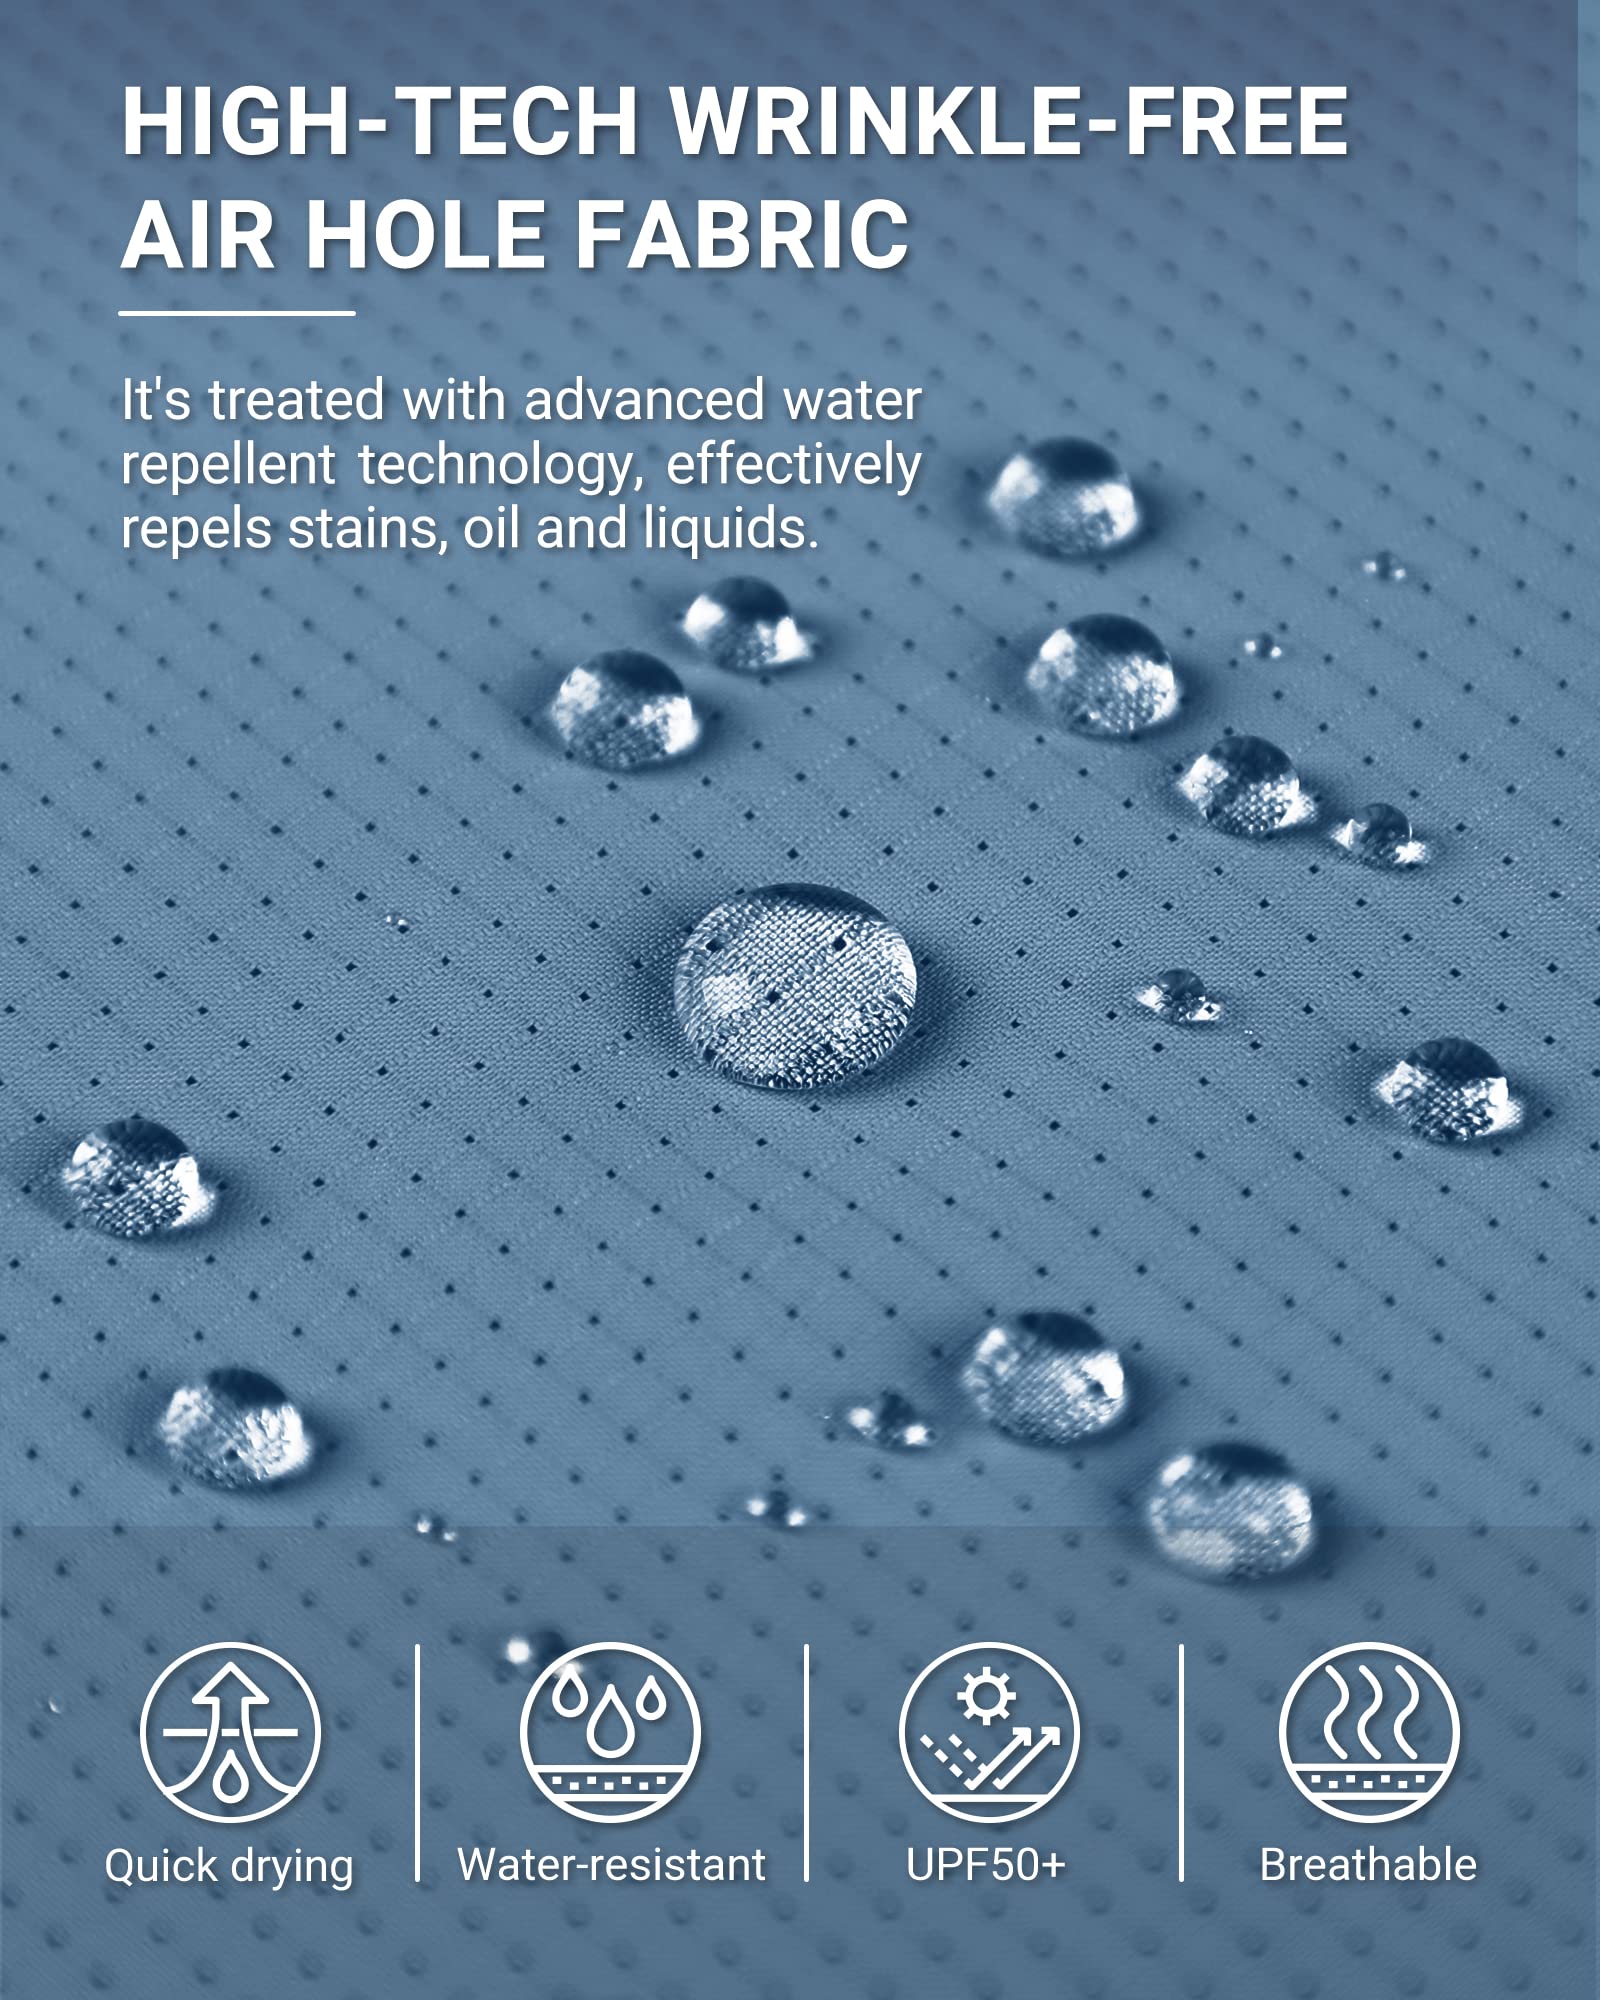 HIGH-TECH WRINKLE-FREE
AIR HOLE FABRIC
It's treated with advanced water
repellent technology, effectively
repels stains, oil and liquids.
Quick drying
Water-resistant
UPF50+
Breathable